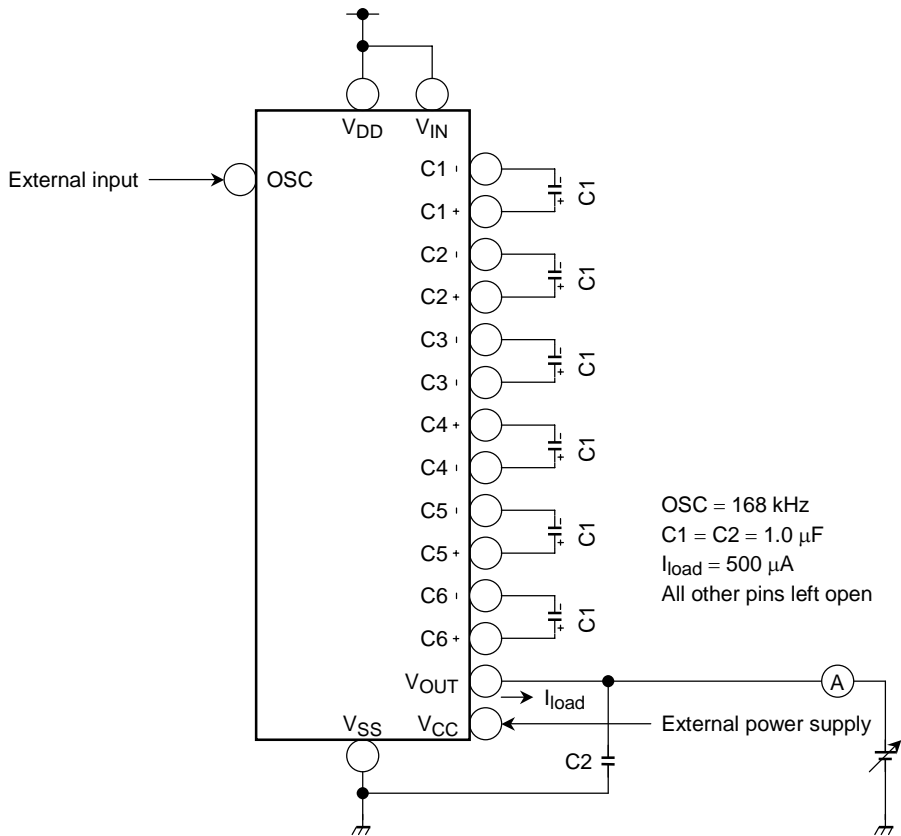 VDD
VIN
External input
OSC
C1 -
C1 +
C1
C2 -
C2 +
C1
C3 -
C3 -
C1
C4 +
C4 -
C1
C5 -
C5 +
C1
C6 -
C6 +
C1
OSC = 168 kHz
C1 = C2 = 1.0 μF
Iload = 500 μA
All other pins left open
VOUT
Iload
A
VSS
VCC
External power supply
C2